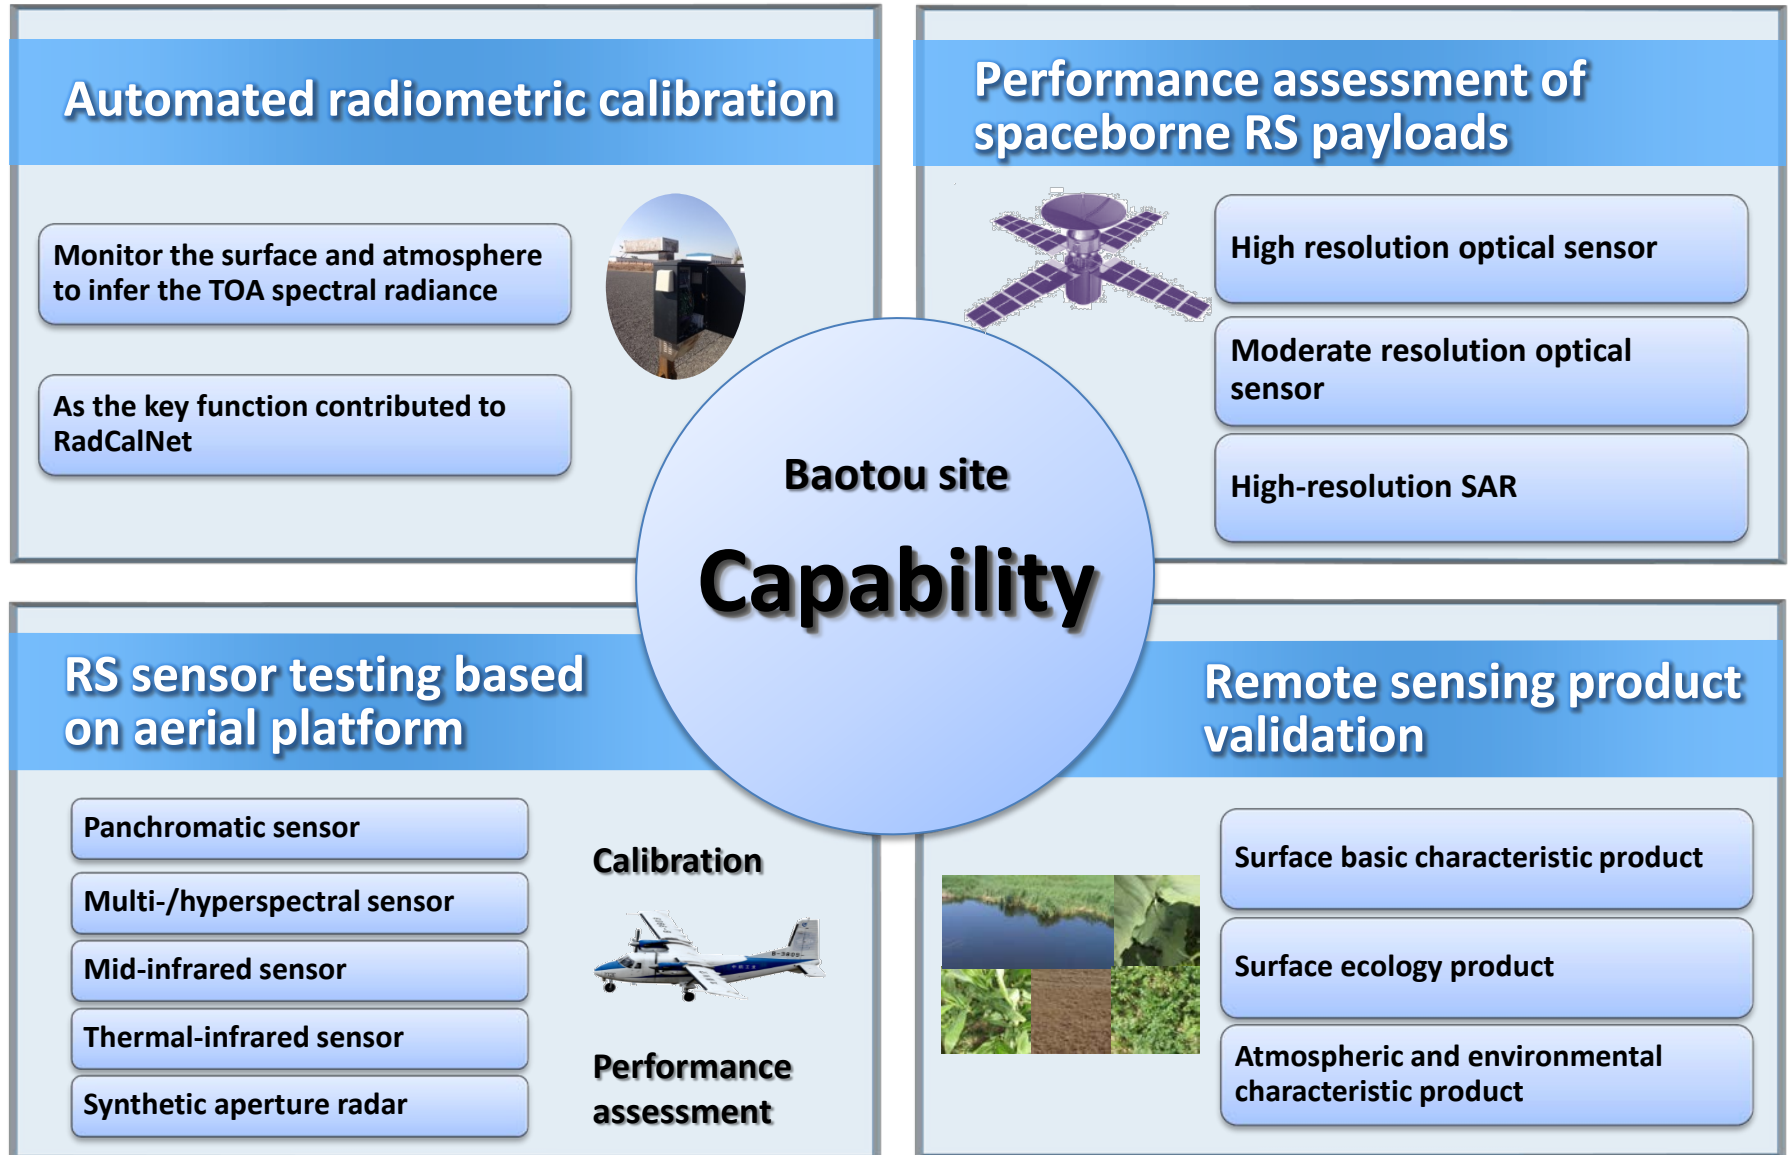 Automated radiometric calibration
Monitor the surface and atmosphere
to infer the TOA spectral radiance
As the key function contributed to
RadCalNet
Performance assessment of
spaceborne RS payloads
High resolution optical sensor
Moderate resolution optical
sensor
High-resolution SAR
Baotou site
Capability
RS sensor testing based
on aerial platform
Panchromatic sensor
Multi-/hyperspectral sensor
Mid-infrared sensor
Thermal-infrared sensor
Synthetic aperture radar
Calibration
Performance
assessment
Remote sensing product
validation
Surface basic characteristic product
Surface ecology product
Atmospheric and environmental
characteristic product